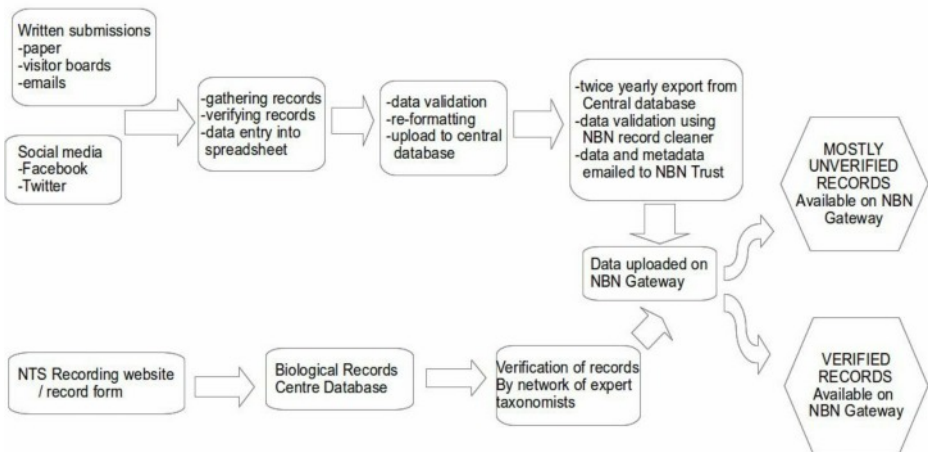 Written submissions
-paper
-visitor boards
-emails
Social media
-Facebook
-Twitter
-gathering records
-verifying records
-data entry into
spreadsheet
-data validation
-re-formatting
-upload to central
database
-twice yearly export from
Central database
-data validation using
NBN record cleaner
-data and metadata
emailed to NBN Trust
Data uploaded on
NBN Gateway
MOSTLY
UNVERIFIED
RECORDS
Available on NBN
Gateway
NTS Recording website
/ record form
Biological Records
Centre Database
Verification of records
By network of expert
taxonomists
VERIFIED
RECORDS
Available on
NBN Gateway